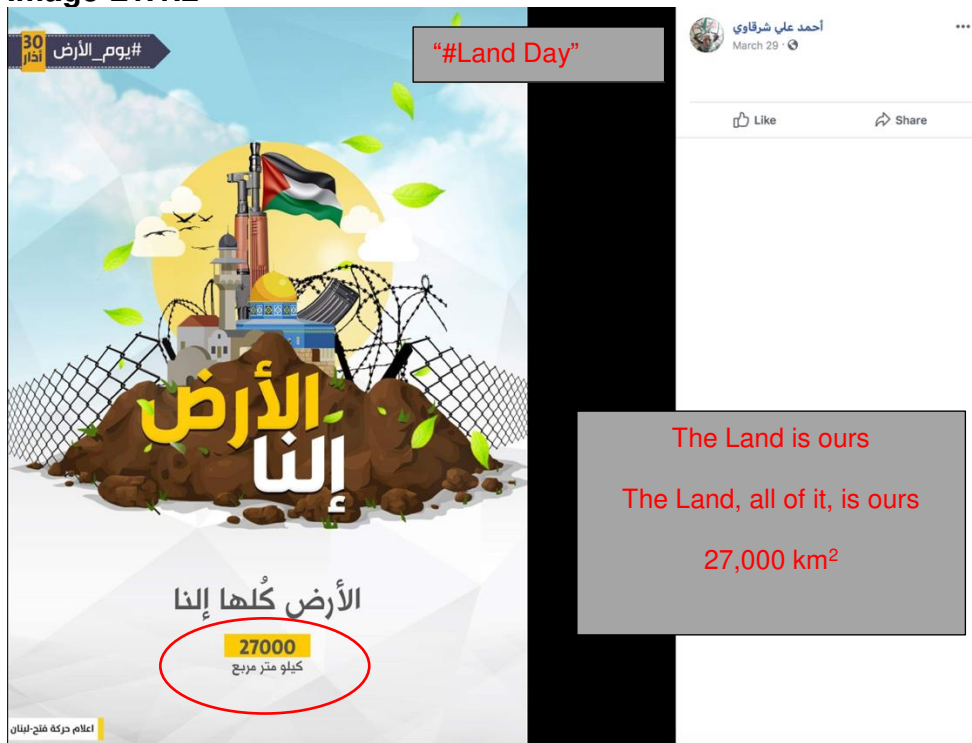 #يوم_الأرض
30
آذار
"#Land Day"
أحمد علي شرقاوي
March 29
Like
Share
الأرض
إلنا
The Land is ours
The Land, all of it, is ours
27,000 km²
الأرض كُلها إلنا
27000
كيلو متر مربع
اعلام حركة فتح-لبنان